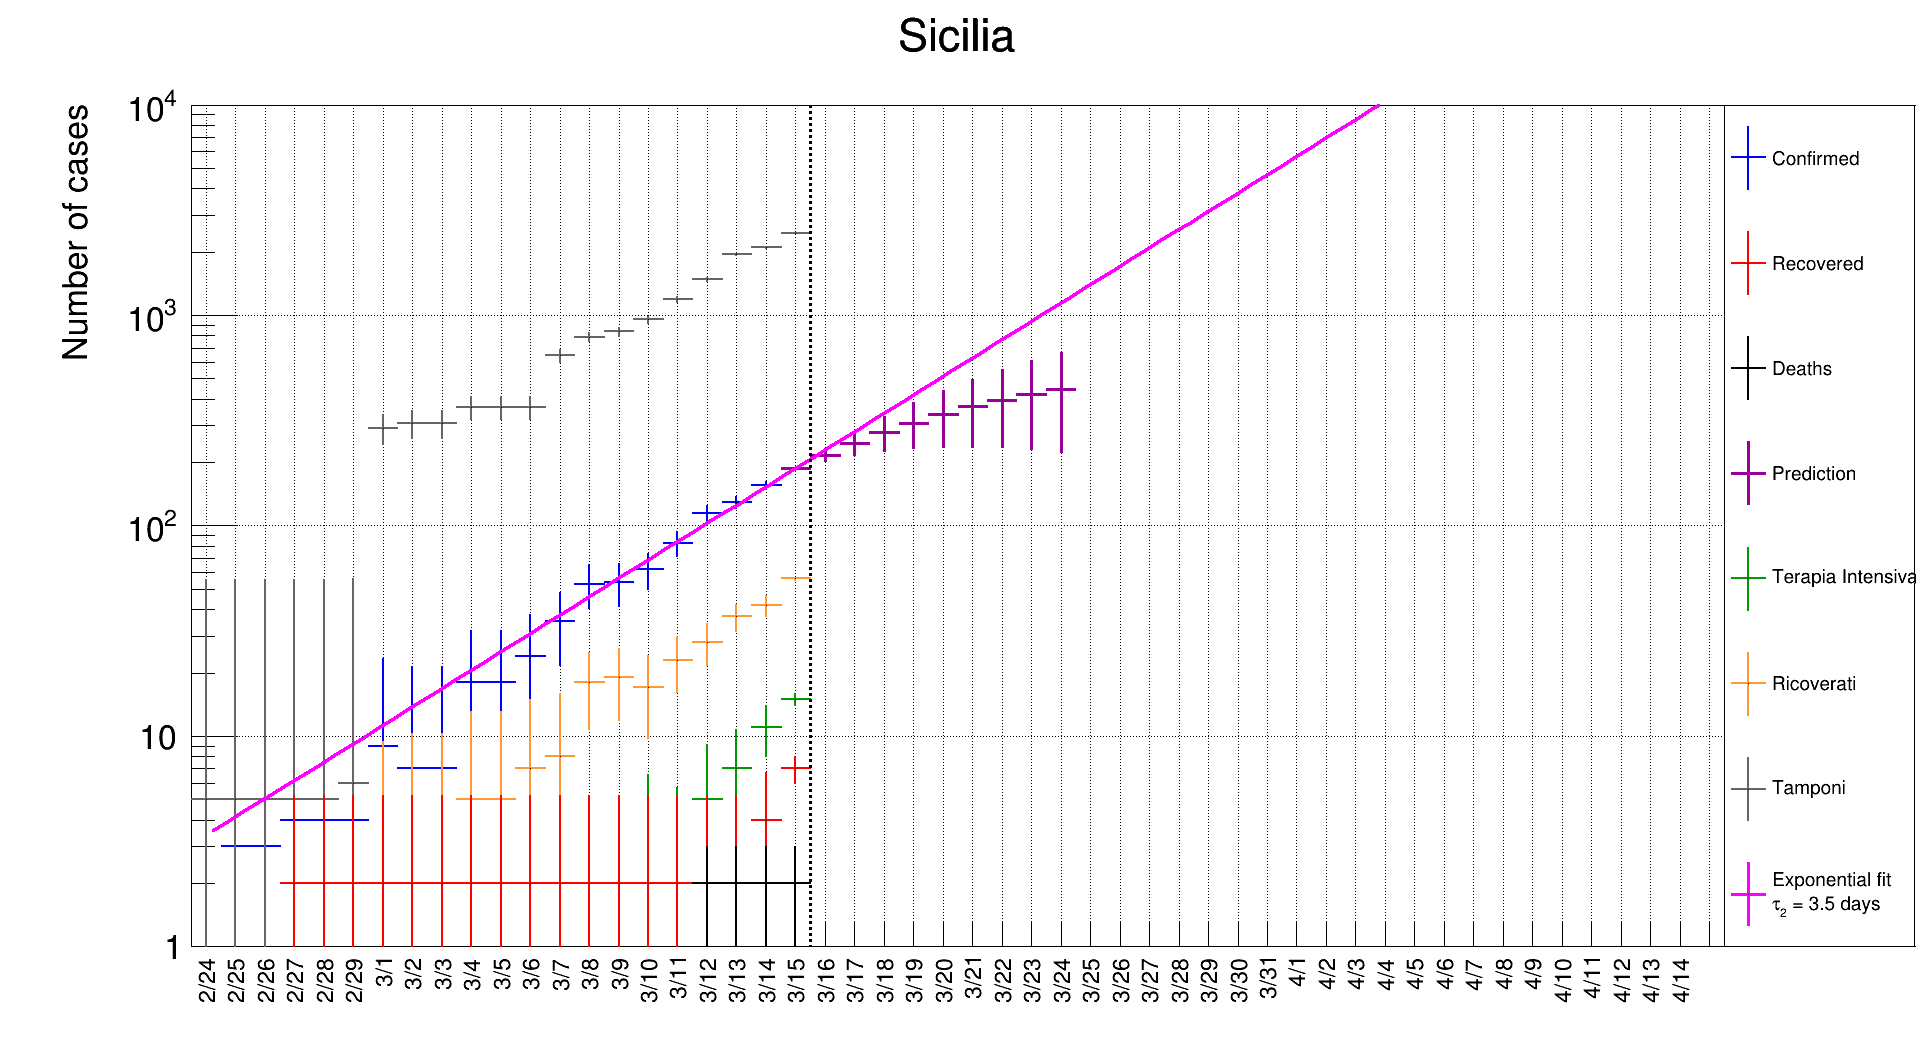 Sicilia
Number of cases
10^4
10^3
10^2
10
1
2/24 2/25 2/26 2/27 2/28 2/29 3/1 3/2 3/3 3/4 3/5 3/6 3/7 3/8 3/9 3/10 3/11 3/12 3/13 3/14 3/15 3/16 3/17 3/18 3/19 3/20 3/21 3/22 3/23 3/24 3/25 3/26 3/27 3/28 3/29 3/30 3/31 4/1 4/2 4/3 4/4 4/5 4/6 4/7 4/8 4/9 4/10 4/11 4/12 4/13 4/14
Confirmed
Recovered
Deaths
Prediction
Terapia Intensiva
Ricoverati
Tamponi
Exponential fit
τ₂ = 3.5 days